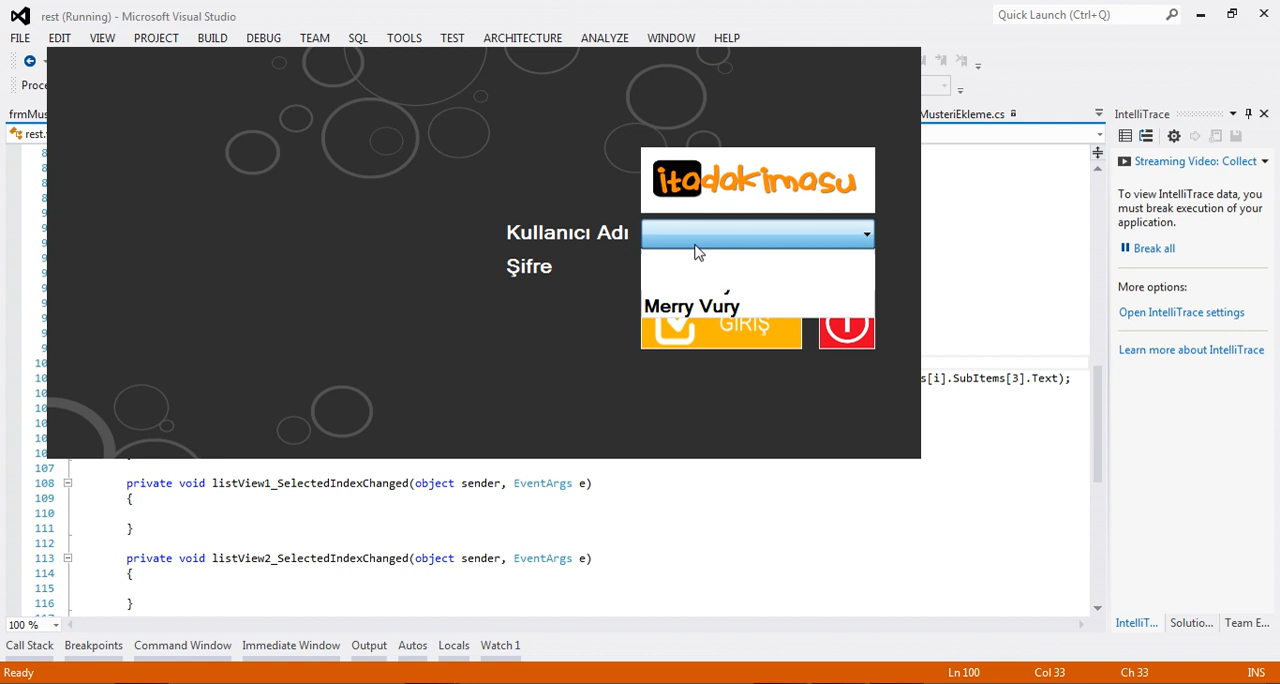 rest (Running) - Microsoft Visual Studio
Quick Launch (Ctrl+Q)
FILE EDIT VIEW PROJECT BUILD DEBUG TEAM SQL TOOLS TEST ARCHITECTURE ANALYZE WINDOW HELP
Proce
frmMus
MusteriEkleme.cs
rest.
itadakimasu
Kullanıcı Adı
Şifre
Merry Vury
GİRİŞ
s[i].SubItems[3].Text);
107
108 private void listView1_SelectedIndexChanged(object sender, EventArgs e)
109 {
110
111 }
112
113 private void listView2_SelectedIndexChanged(object sender, EventArgs e)
114 {
115
116 }
100 %
IntelliTrace
Streaming Video: Collect
To view IntelliTrace data, you
must break execution of your
application.
Break all
More options:
Open IntelliTrace settings
Learn more about IntelliTrace
IntelliT... Solutio... Team E...
Call Stack Breakpoints Command Window Immediate Window Output Autos Locals Watch 1
Ready Ln 100 Col 33 Ch 33 INS